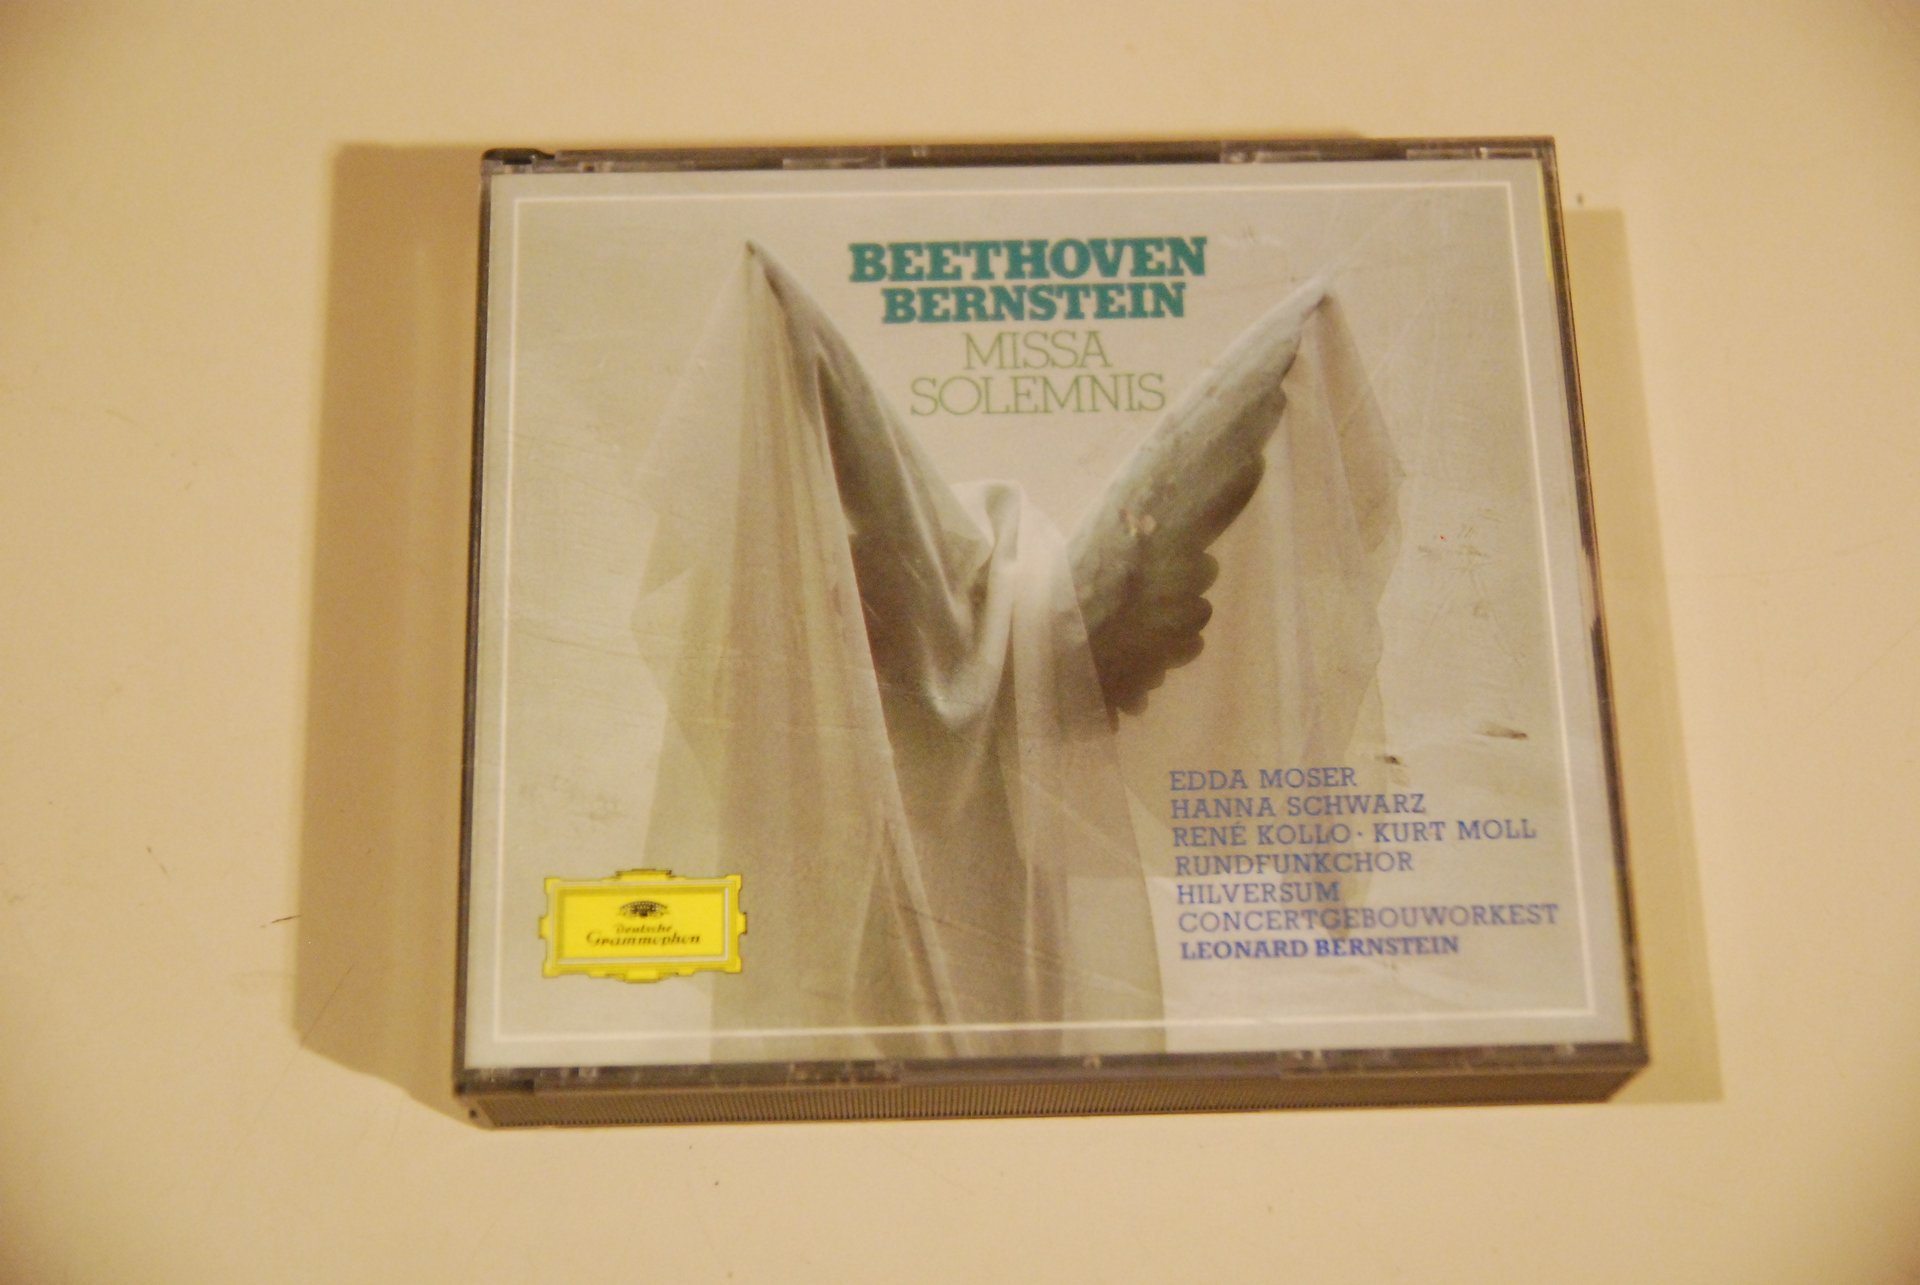 BEETHOVEN
BERNSTEIN
MISSA
SOLEMNIS
EDDA MOSER
HANNA SCHWARZ
RENÉ KOLLO · KURT MOLL
RUNDFUNKCHOR
HILVERSUM
CONCERTGEBOUWORKEST
LEONARD BERNSTEIN
Deutsche
Grammophon